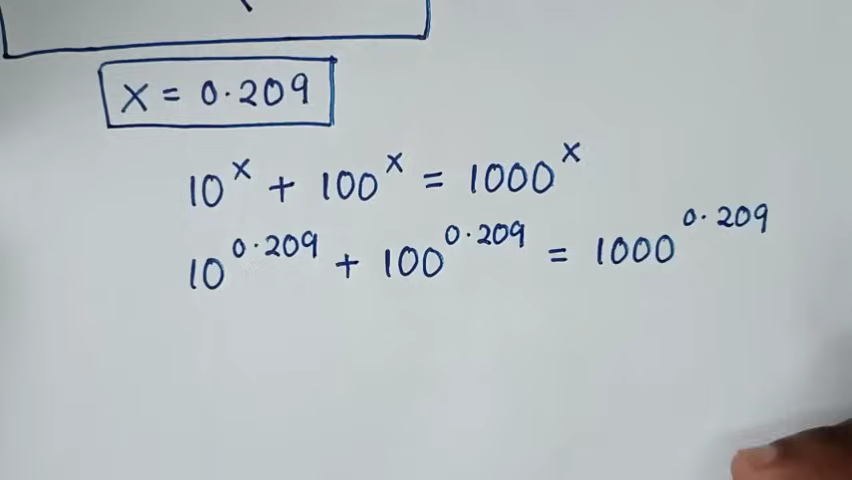 x = 0.209
10^x + 100^x = 1000^x
10^0.209 + 100^0.209 = 1000^0.209